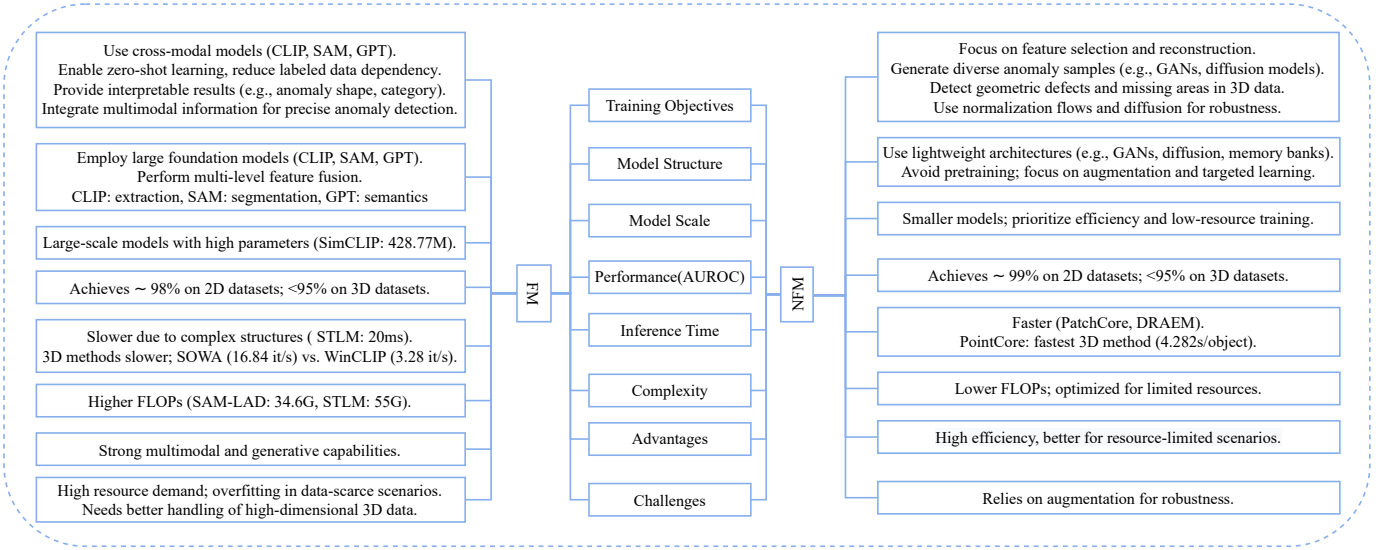 Use cross-modal models (CLIP, SAM, GPT).
Enable zero-shot learning, reduce labeled data dependency.
Provide interpretable results (e.g., anomaly shape, category).
Integrate multimodal information for precise anomaly detection.
Employ large foundation models (CLIP, SAM, GPT).
Perform multi-level feature fusion.
CLIP: extraction, SAM: segmentation, GPT: semantics
Large-scale models with high parameters (SimCLIP: 428.77M).
Achieves ∼ 98% on 2D datasets; <95% on 3D datasets.
Slower due to complex structures ( STLM: 20ms).
3D methods slower; SOWA (16.84 it/s) vs. WinCLIP (3.28 it/s).
Higher FLOPs (SAM-LAD: 34.6G, STLM: 55G).
Strong multimodal and generative capabilities.
High resource demand; overfitting in data-scarce scenarios.
Needs better handling of high-dimensional 3D data.
FM
Training Objectives
Model Structure
Model Scale
Performance(AUROC)
Inference Time
Complexity
Advantages
Challenges
NFM
Focus on feature selection and reconstruction.
Generate diverse anomaly samples (e.g., GANs, diffusion models).
Detect geometric defects and missing areas in 3D data.
Use normalization flows and diffusion for robustness.
Use lightweight architectures (e.g., GANs, diffusion, memory banks).
Avoid pretraining; focus on augmentation and targeted learning.
Smaller models; prioritize efficiency and low-resource training.
Achieves ∼ 99% on 2D datasets; <95% on 3D datasets.
Faster (PatchCore, DRAEM).
PointCore: fastest 3D method (4.282s/object).
Lower FLOPs; optimized for limited resources.
High efficiency, better for resource-limited scenarios.
Relies on augmentation for robustness.